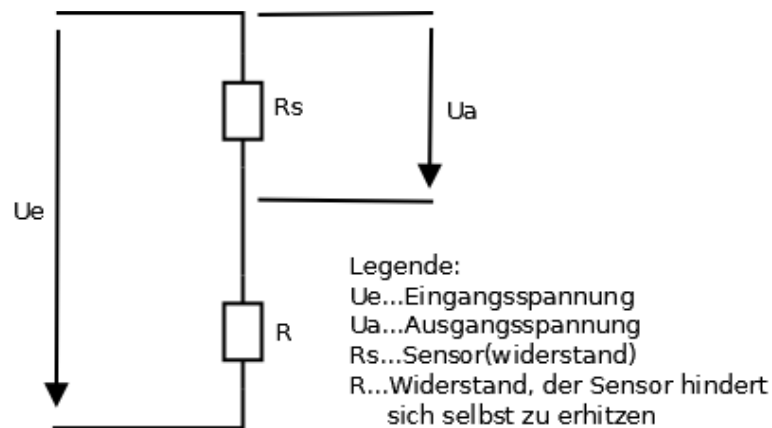 Rs
Ua
Ue
R
Legende:
Ue...Eingangsspannung
Ua...Ausgangsspannung
Rs...Sensor(widerstand)
R...Widerstand, der Sensor hindert
sich selbst zu erhitzen